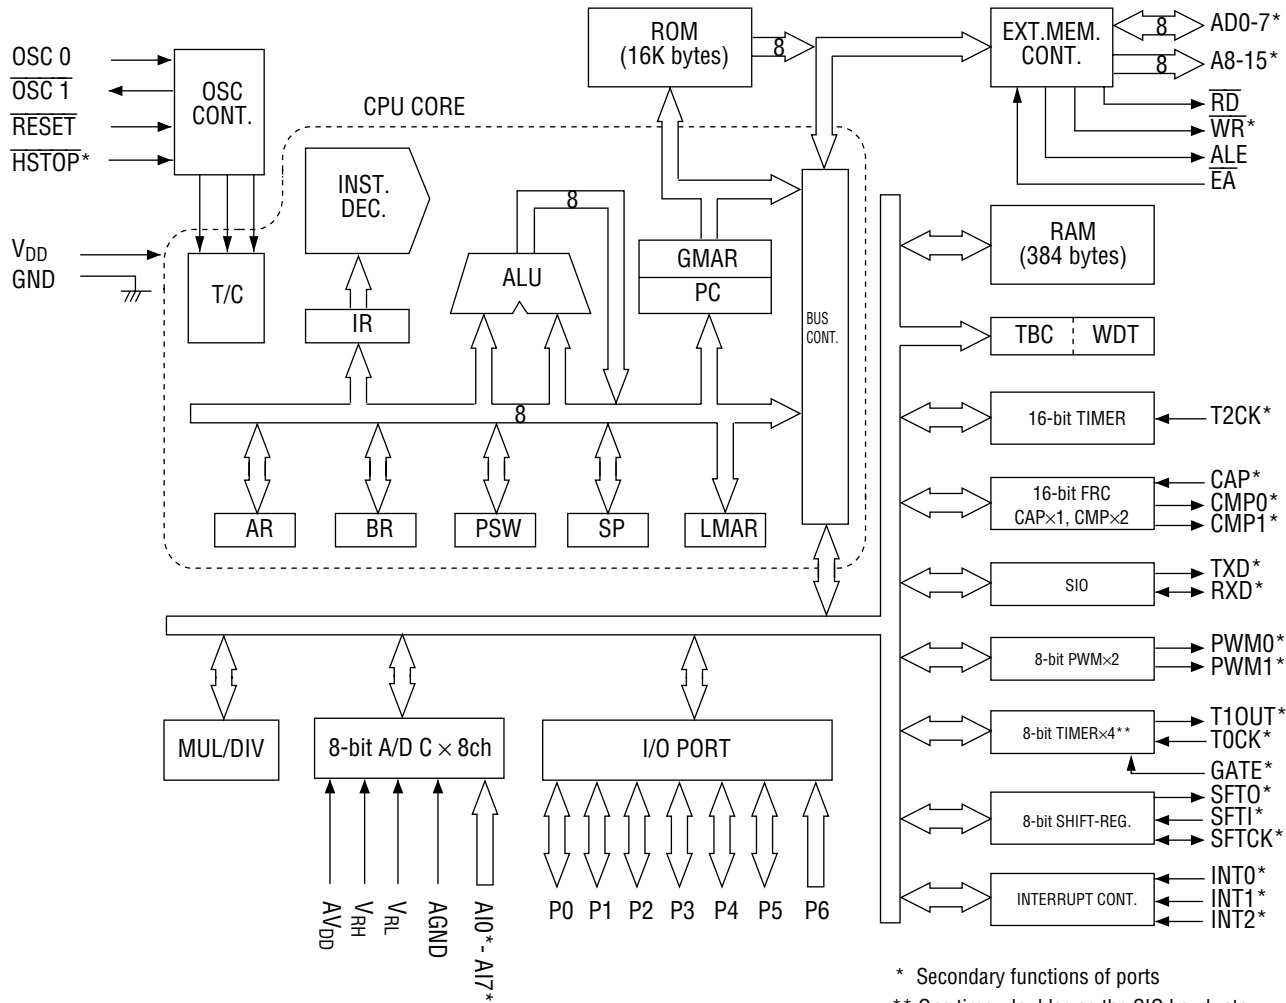 OSC 0
OSC 1
RESET
HSTOP*
VDD
GND
OSC
CONT.
CPU CORE
T/C
INST.
DEC.
IR
ALU
8
8
ROM
(16K bytes)
8
GMAR
PC
BUS
CONT.
AR
BR
PSW
SP
LMAR
EXT.MEM.
CONT.
8
8
AD0-7*
A8-15*
RD
WR*
ALE
EA
RAM
(384 bytes)
TBC WDT
16-bit TIMER
T2CK*
16-bit FRC
CAP×1, CMP×2
CAP*
CMP0*
CMP1*
SIO
TXD*
RXD*
8-bit PWM×2
PWM0*
PWM1*
8-bit TIMER×4**
T1OUT*
T0CK*
GATE*
8-bit SHIFT-REG.
SFTO*
SFTI*
SFTCK*
INTERRUPT CONT.
INT0*
INT1*
INT2*
MUL/DIV
8-bit A/D C × 8ch
I/O PORT
AVDD
VRH
VRL
AGND
AI0*- AI7*
P0 P1 P2 P3 P4 P5 P6
* Secondary functions of ports